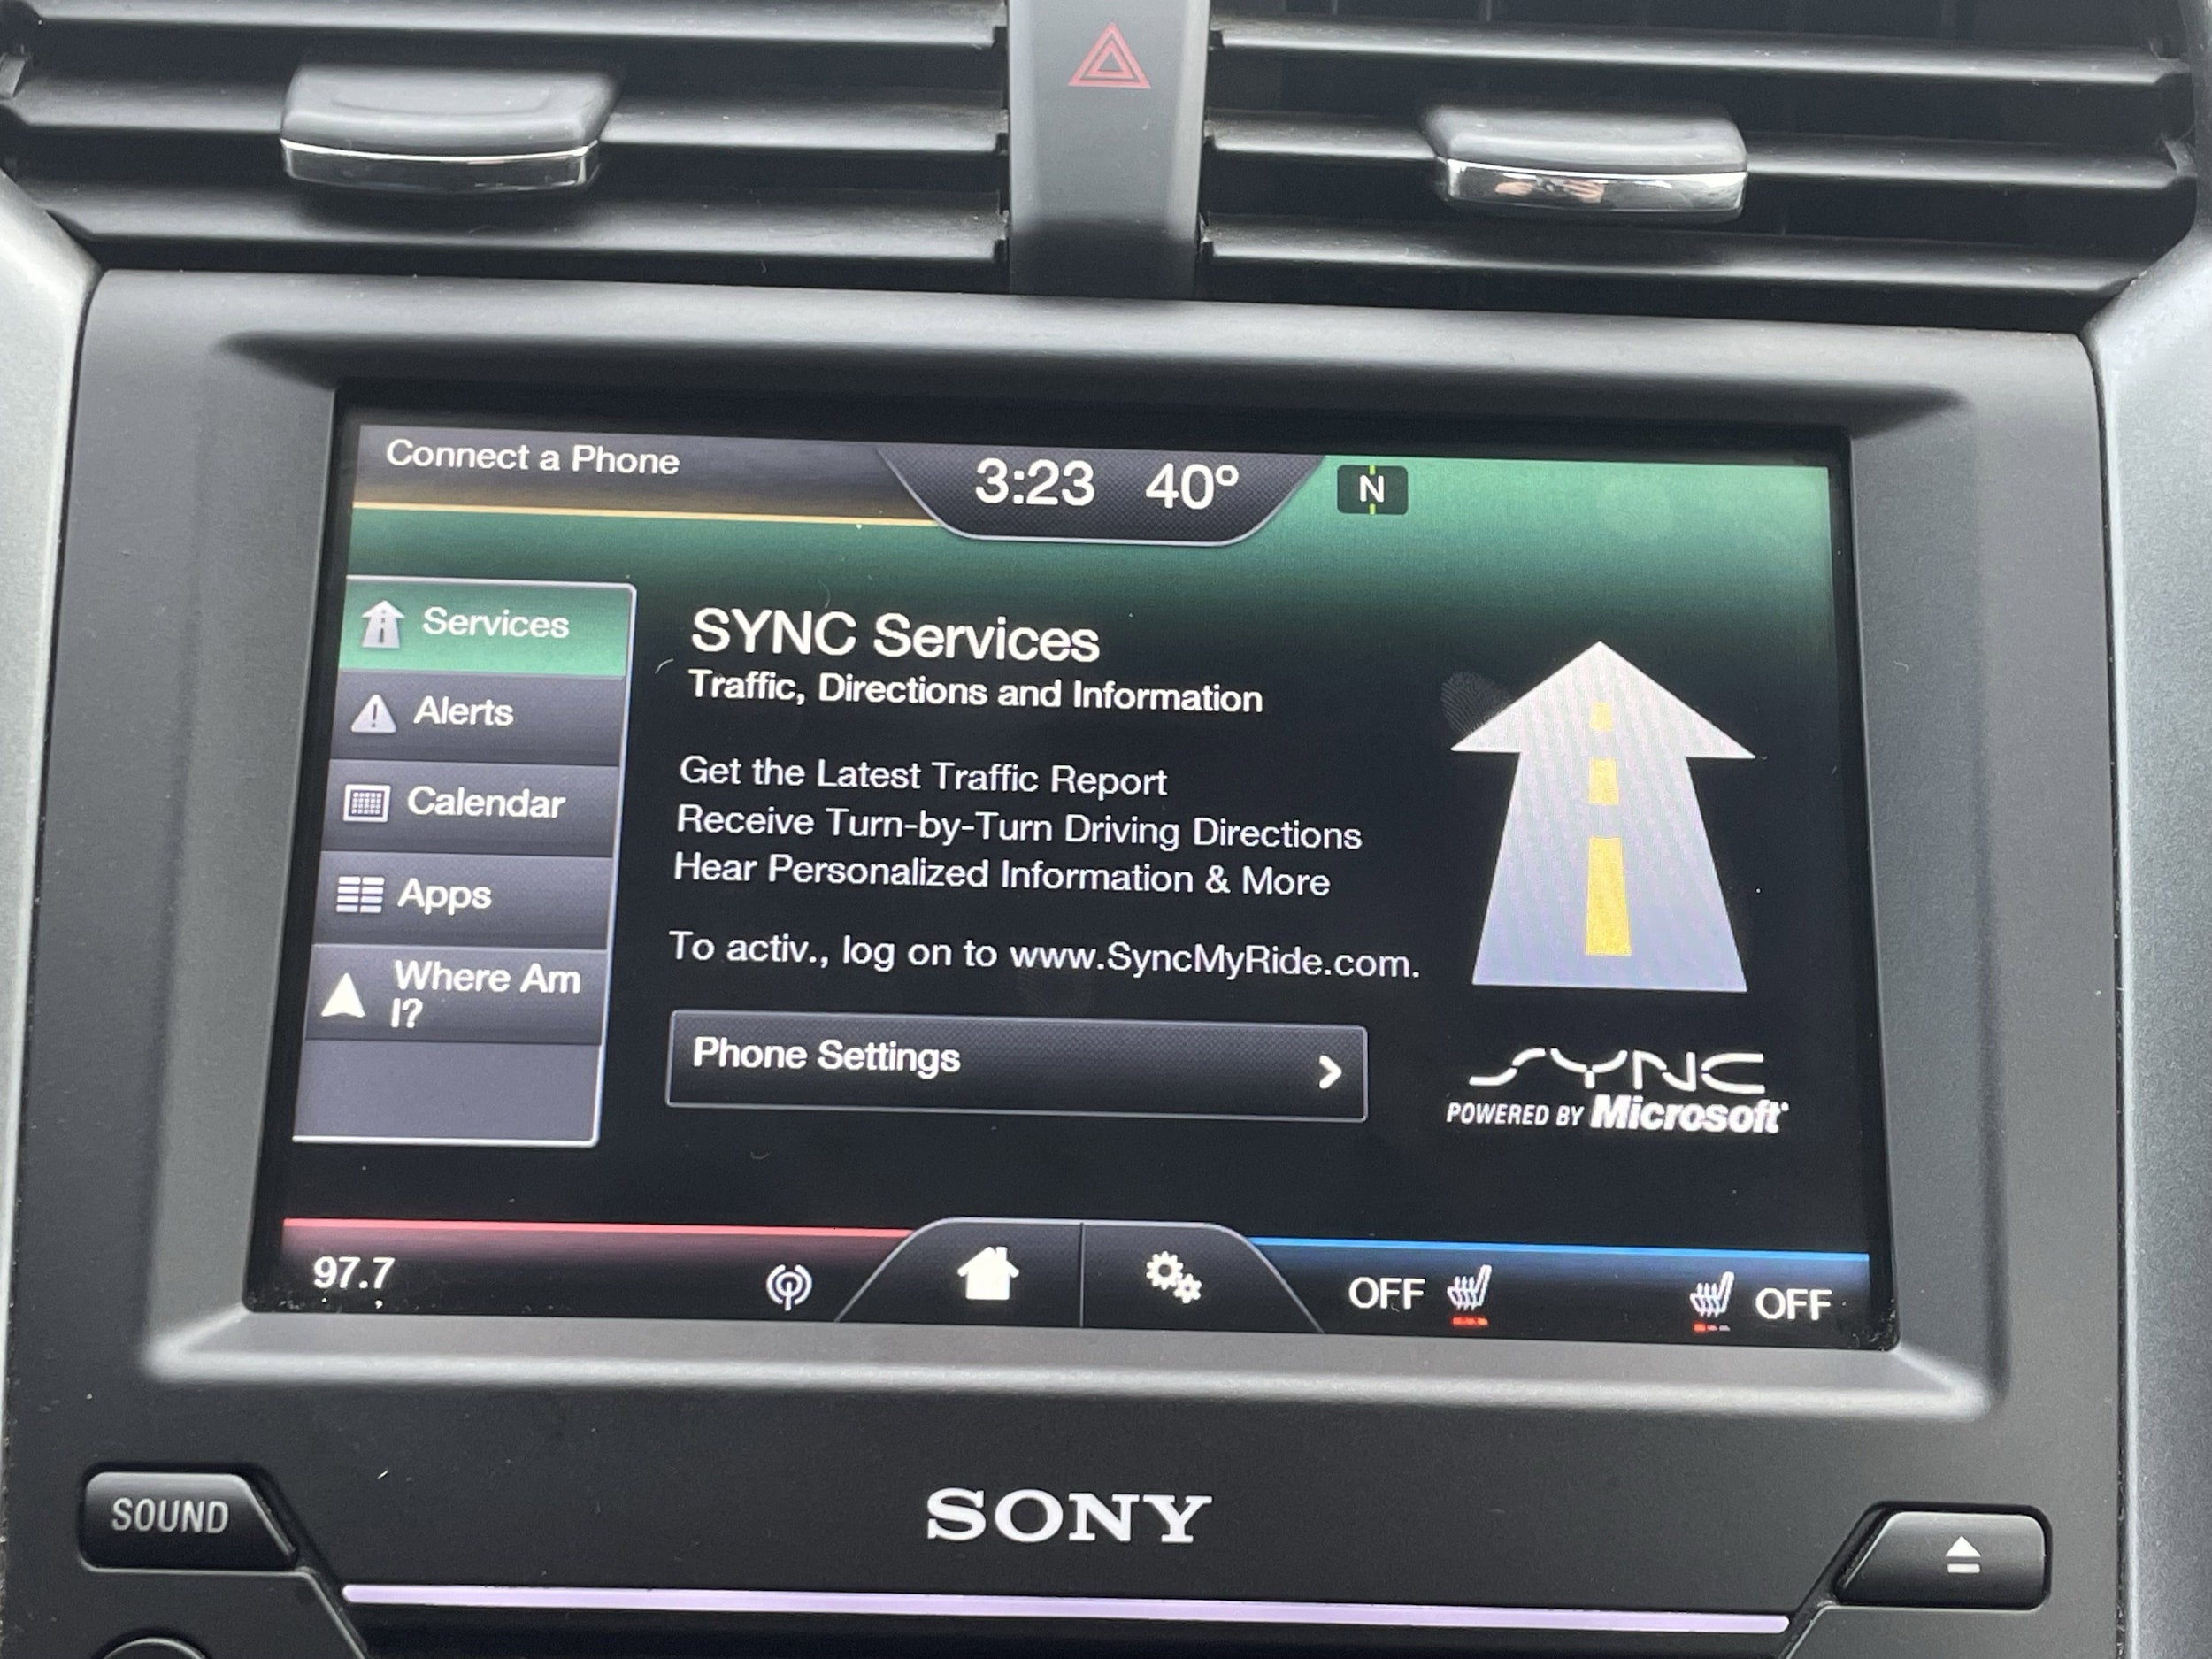 Connect a Phone
3:23 40°
N
Services
Alerts
Calendar
Apps
Where Am
I?
SYNC Services
Traffic, Directions and Information
Get the Latest Traffic Report
Receive Turn-by-Turn Driving Directions
Hear Personalized Information & More
To activ., log on to www.SyncMyRide.com.
Phone Settings
SYNC
POWERED BY Microsoft®
97.7
OFF
OFF
SOUND
SONY